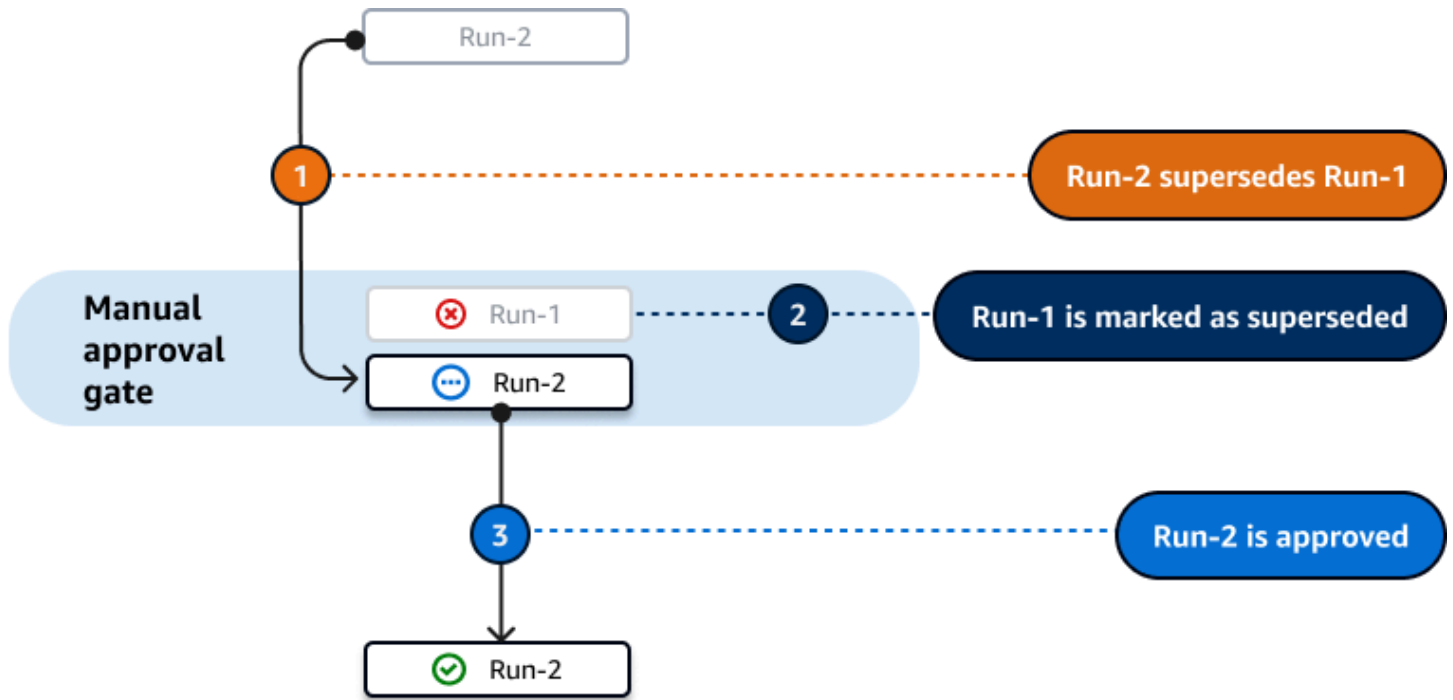 Run-2
1
Run-2 supersedes Run-1
Manual
approval
gate
Run-1
2
Run-1 is marked as superseded
Run-2
3
Run-2 is approved
Run-2